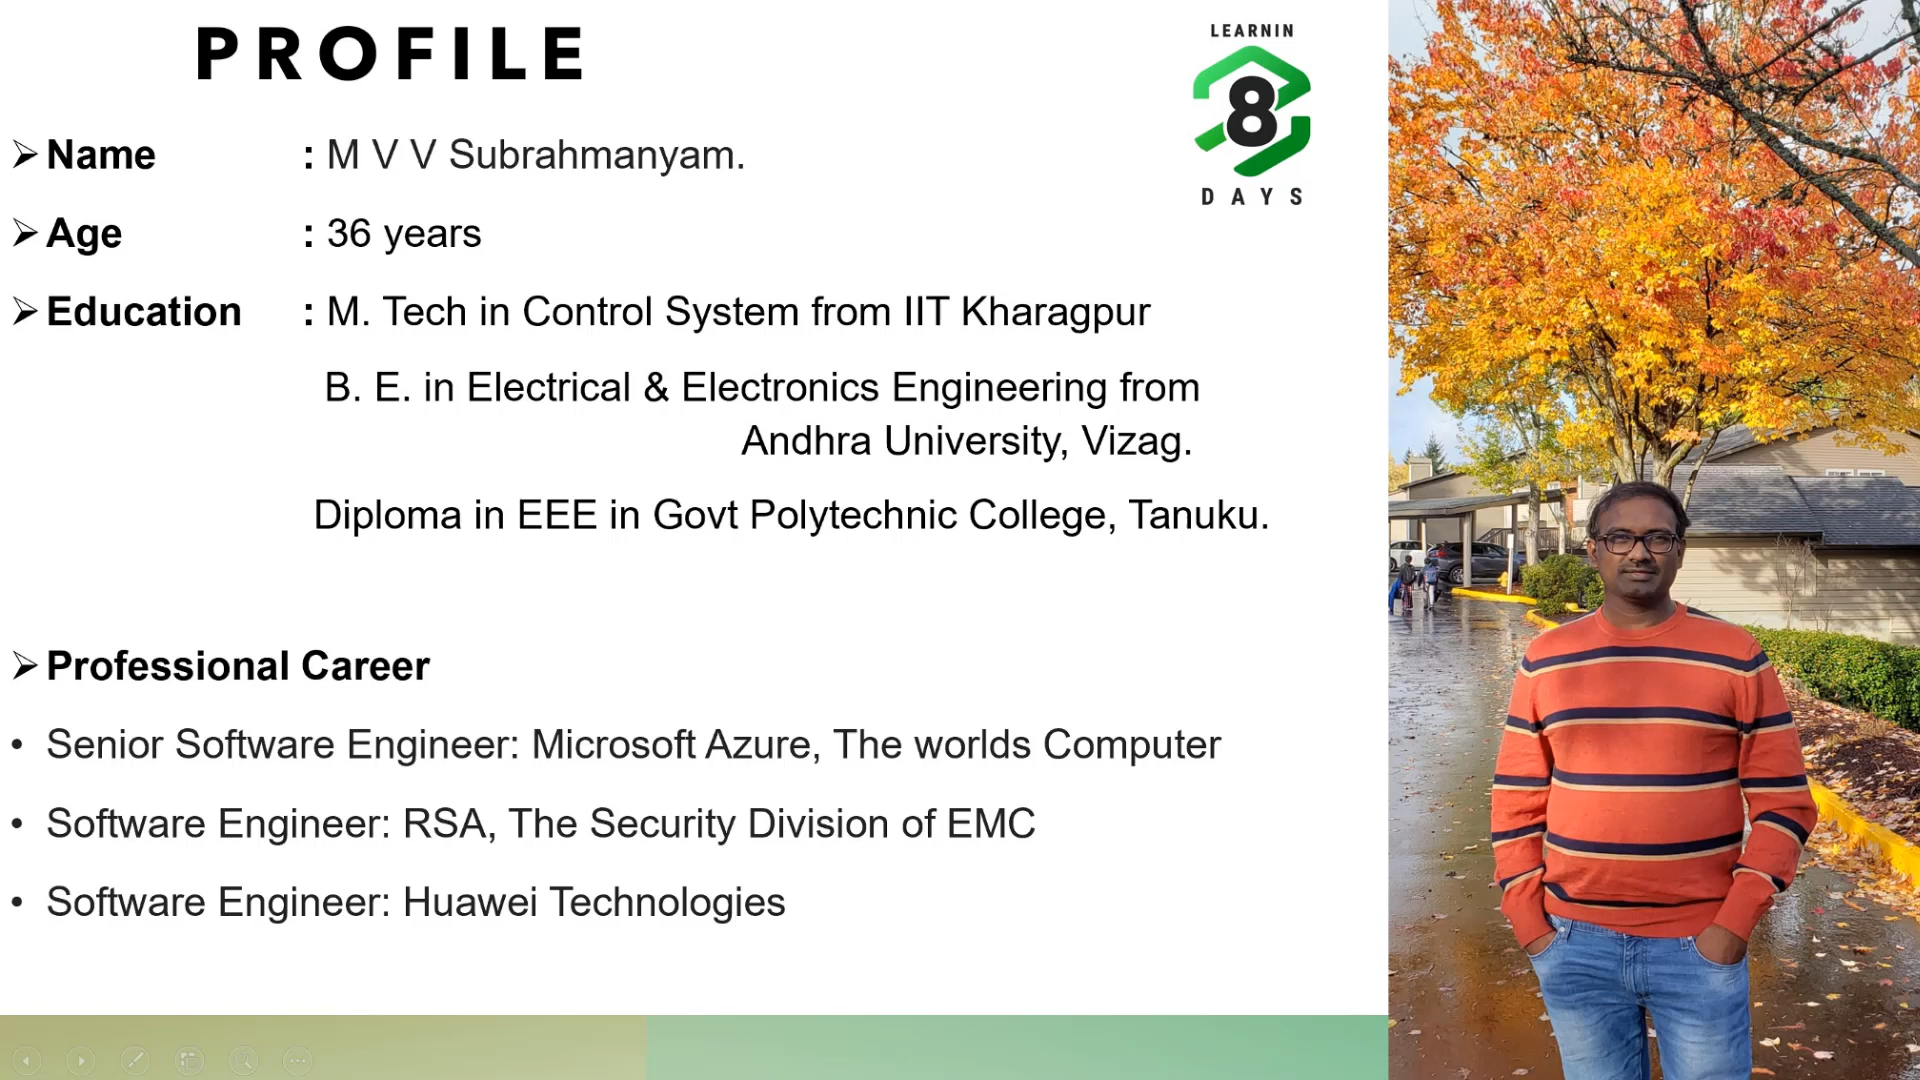 PROFILE
LEARNIN
8
DAYS
Name : M V V Subrahmanyam.
Age : 36 years
Education : M. Tech in Control System from IIT Kharagpur
B. E. in Electrical & Electronics Engineering from
Andhra University, Vizag.
Diploma in EEE in Govt Polytechnic College, Tanuku.
Professional Career
• Senior Software Engineer: Microsoft Azure, The worlds Computer
• Software Engineer: RSA, The Security Division of EMC
• Software Engineer: Huawei Technologies